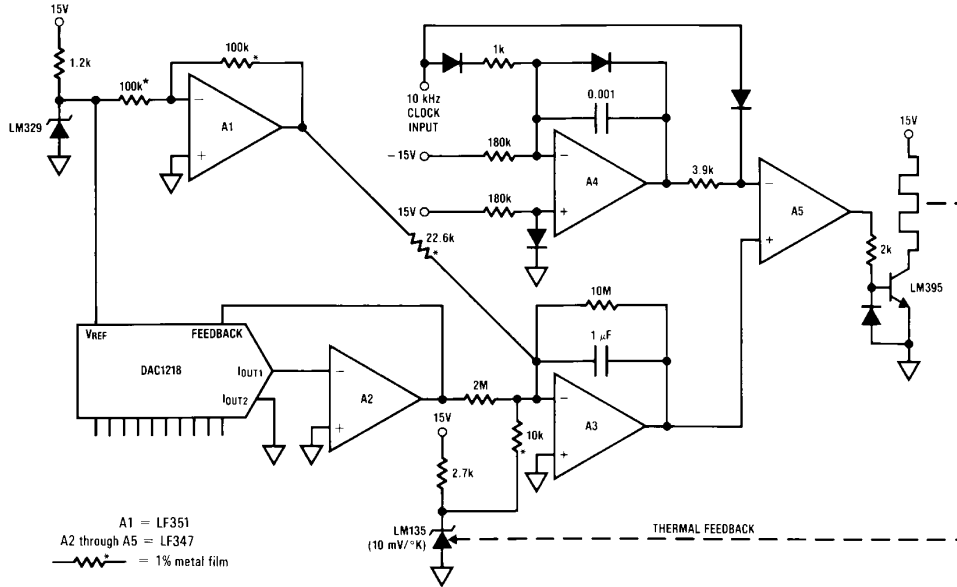 15V
1.2k
LM329
100k*
100k
*
A1
−
+
10 kHz
CLOCK
INPUT
1k
0.001
−15V
180k
15V
180k
−
+
A4
3.9k
−
+
A5
15V
2k
LM395
22.6k
*
VREF
FEEDBACK
DAC1218
IOUT1
IOUT2
−
+
A2
2M
10k
*
10M
1 μF
−
+
A3
15V
2.7k
LM135
(10 mV/°K)
THERMAL FEEDBACK
A1 = LF351
A2 through A5 = LF347
* = 1% metal film